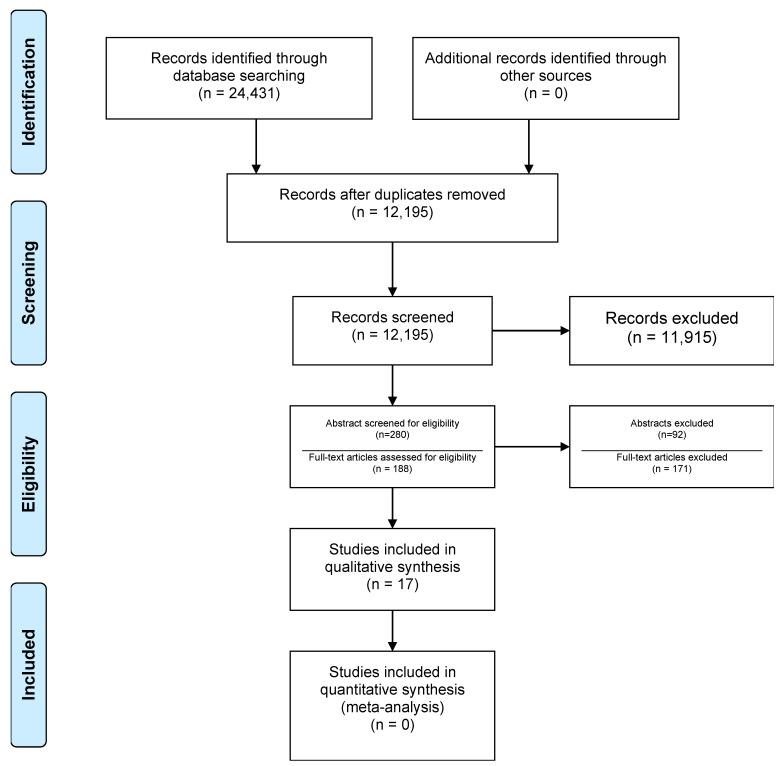 Identification
Records identified through
database searching
(n = 24,431)
Additional records identified through
other sources
(n = 0)
Records after duplicates removed
(n = 12,195)
Screening
Records screened
(n = 12,195)
Records excluded
(n = 11,915)
Eligibility
Abstract screened for eligibility
(n=280)
Full-text articles assessed for eligibility
(n = 188)
Abstracts excluded
(n=92)
Full-text articles excluded
(n = 171)
Studies included in
qualitative synthesis
(n = 17)
Included
Studies included in
quantitative synthesis
(meta-analysis)
(n = 0)